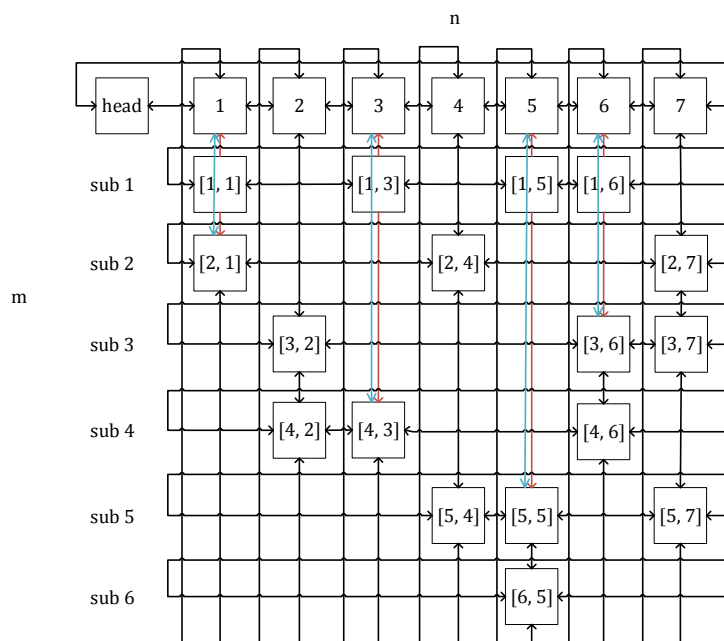 n
head 1 2 3 4 5 6 7
sub 1 [1, 1] [1, 3] [1, 5] [1, 6]
sub 2 [2, 1] [2, 4] [2, 7]
m
sub 3 [3, 2] [3, 6] [3, 7]
sub 4 [4, 2] [4, 3] [4, 6]
sub 5 [5, 4] [5, 5] [5, 7]
sub 6 [6, 5]